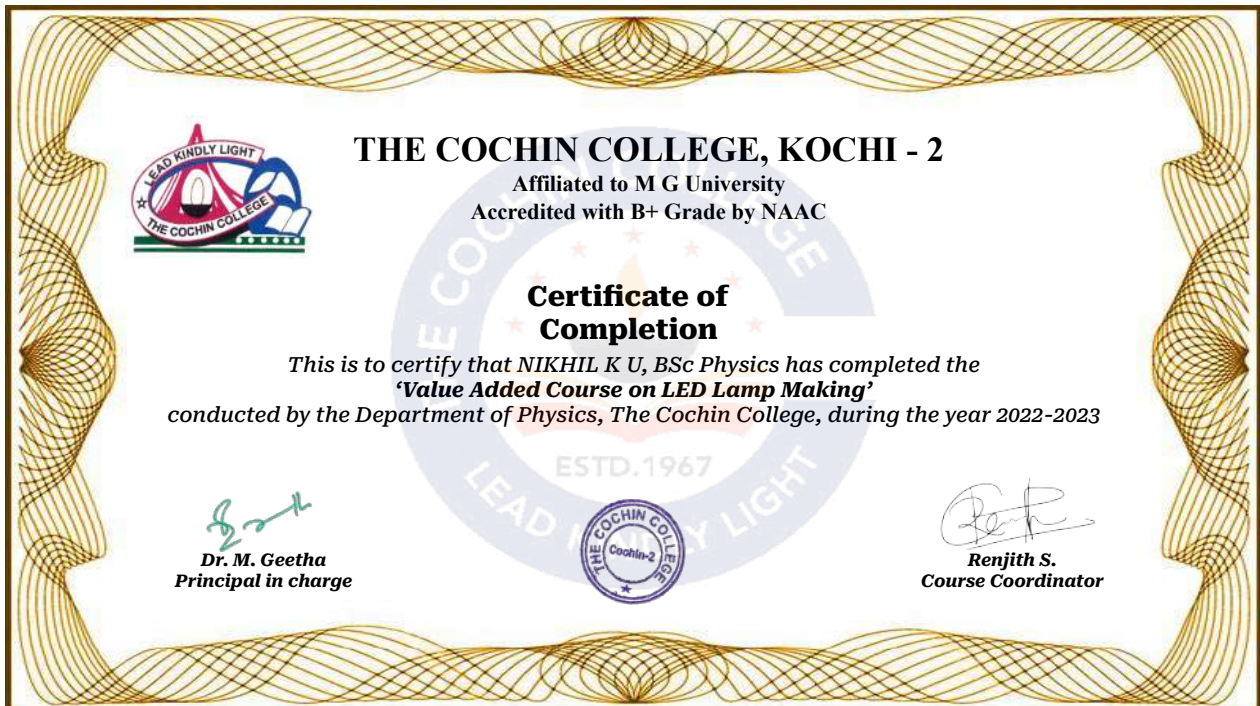 LEAD KINDLY LIGHT
THE COCHIN COLLEGE
THE COCHIN COLLEGE, KOCHI - 2
Affiliated to M G University
Accredited with B+ Grade by NAAC
THE COCHIN COLLEGE
Certificate of
Completion
This is to certify that NIKHIL K U, BSc Physics has completed the
‘Value Added Course on LED Lamp Making’
conducted by the Department of Physics, The Cochin College, during the year 2022-2023
ESTD.1967
LEAD KINDLY LIGHT
THE COCHIN COLLEGE
Cochin-2
Dr. M. Geetha
Principal in charge
Renjith S.
Course Coordinator